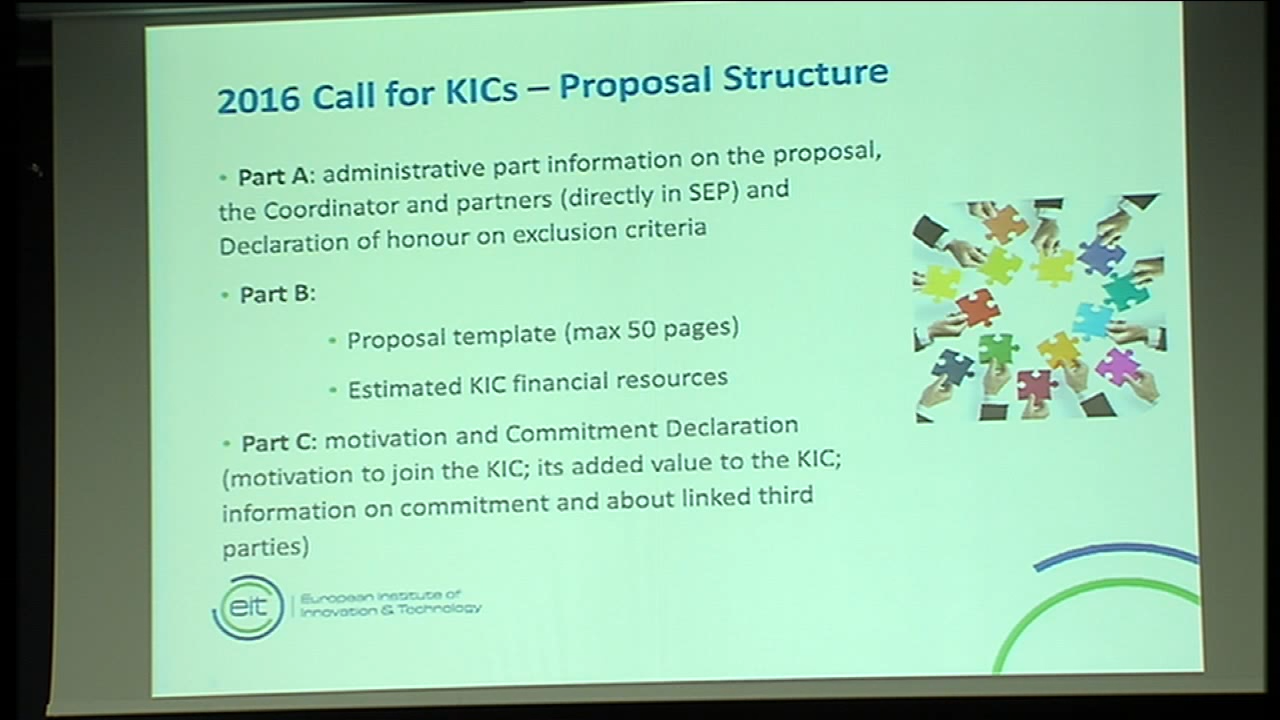 2016 Call for KICs – Proposal Structure
• Part A: administrative part information on the proposal,
the Coordinator and partners (directly in SEP) and
Declaration of honour on exclusion criteria
• Part B:
• Proposal template (max 50 pages)
• Estimated KIC financial resources
• Part C: motivation and Commitment Declaration
(motivation to join the KIC; its added value to the KIC;
information on commitment and about linked third
parties)
eit
European Institute of
Innovation & Technology